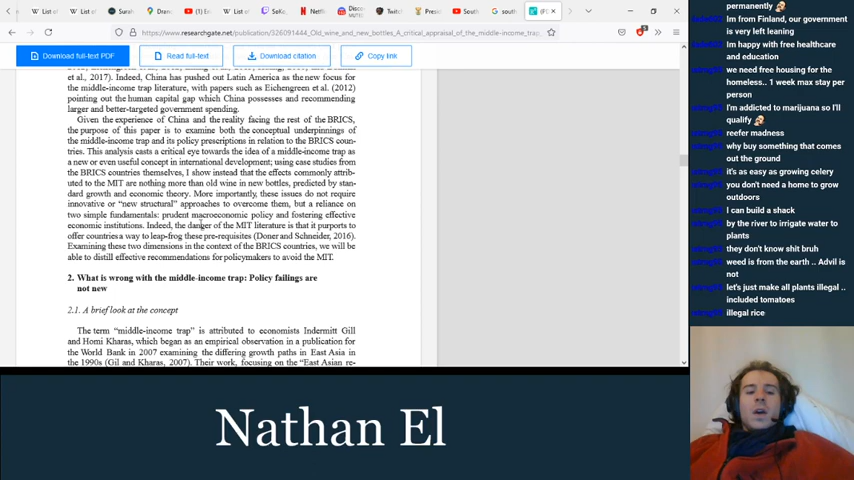 W List o
W List o
Surah
Dran
(1) E
W List o
SeKo
Netfl
Disco
Twitch
Presi
South
G south
(P
https://www.researchgate.net/publication/326091444_Old_wine_and_new_bottles_A_critical_appraisal_of_the_middle-income_trap_
Download full-text PDF
Read full-text
Download citation
Copy link
et al., 2017). Indeed, China has pushed out Latin America as the new focus for
the middle-income trap literature, with papers such as Eichengreen et al. (2012)
pointing out the human capital gap which China possesses and recommending
larger and better-targeted government spending.
Given the experience of China and the reality facing the rest of the BRICS,
the purpose of this paper is to examine both the conceptual underpinnings of
the middle-income trap and its policy prescriptions in relation to the BRICS coun-
tries. This analysis casts a critical eye towards the idea of a middle-income trap as
a new or even useful concept in international development; using case studies from
the BRICS countries themselves, I show instead that the effects commonly attrib-
uted to the MIT are nothing more than old wine in new bottles, predicted by stan-
dard growth and economic theory. More importantly, these issues do not require
innovative or “new structural” approaches to overcome them, but a reliance on
two simple fundamentals: prudent macroeconomic policy and fostering effective
economic institutions. Indeed, the danger of the MIT literature is that it purports to
offer countries a way to leap-frog these pre-requisites (Doner and Schneider, 2016).
Examining these two dimensions in the context of the BRICS countries, we will be
able to distill effective recommendations for policymakers to avoid the MIT.
2. What is wrong with the middle-income trap: Policy failings are
not new
2.1. A brief look at the concept
The term “middle-income trap” is attributed to economists Indermitt Gill
and Homi Kharas, which began as an empirical observation in a publication for
the World Bank in 2007 examining the differing growth paths in East Asia in
the 1990s (Gill and Kharas, 2007). Their work, focusing on the “East Asian re-
Nathan El
permanently
Im from Finland, our government
is very left leaning
Im happy with free healthcare
and education
we need free housing for the
homeless.. 1 week max stay per
person
I'm addicted to marijuana so I'll
qualify
reefer madness
why buy something that comes
out the ground
it's as easy as growing celery
you don't need a home to grow
outdoors
I can build a shack
by the river to irrigate water to
plants
they don't know shit bruh
weed is from the earth .. Advil is
not
let's just make all plants illegal ..
included tomatoes
illegal rice